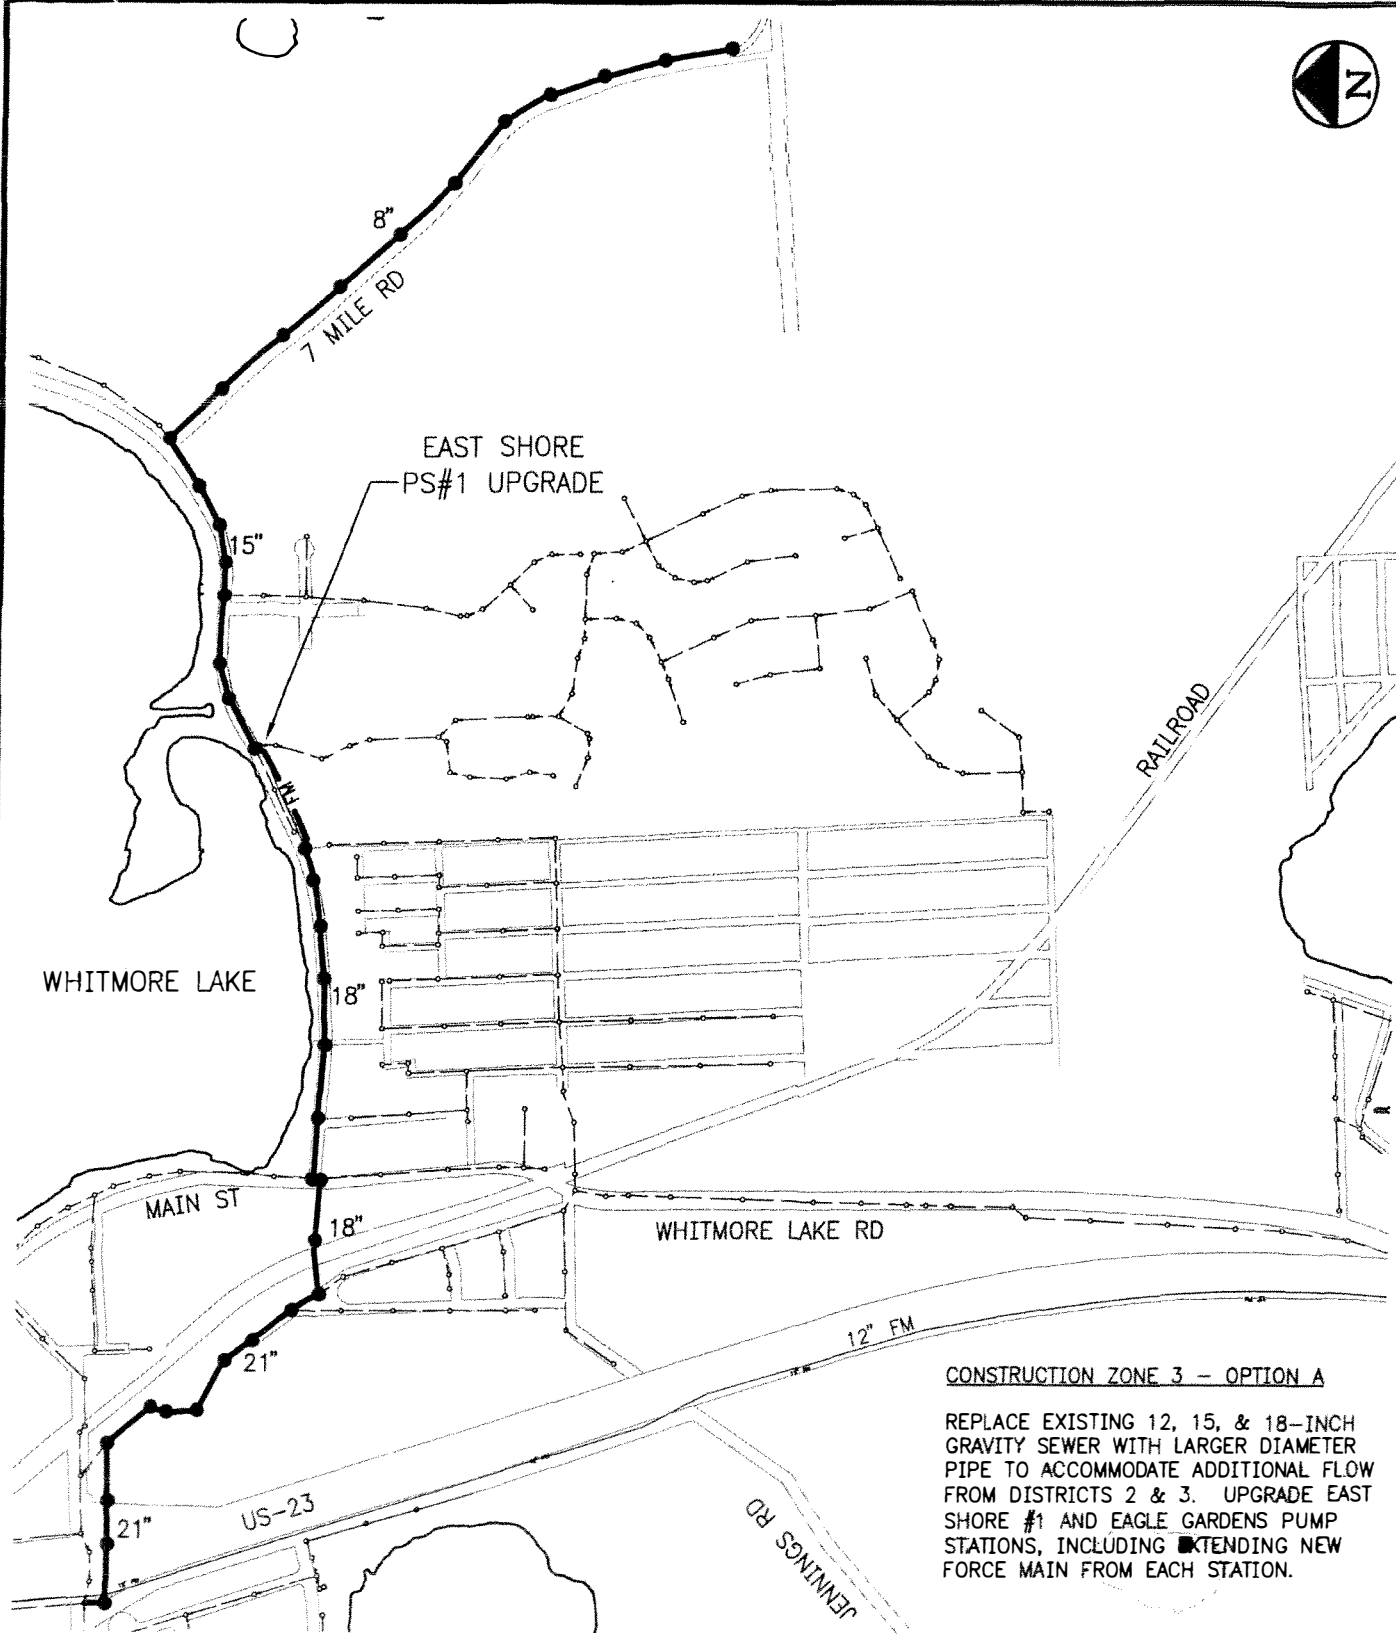 N
8"
7 MILE RD
EAST SHORE
PS#1 UPGRADE
15"
FM
RAILROAD
WHITMORE LAKE
18"
MAIN ST
18"
WHITMORE LAKE RD
21"
12" FM
US-23
21"
JENNINGS RD
CONSTRUCTION ZONE 3 – OPTION A
REPLACE EXISTING 12, 15, & 18-INCH
GRAVITY SEWER WITH LARGER DIAMETER
PIPE TO ACCOMMODATE ADDITIONAL FLOW
FROM DISTRICTS 2 & 3. UPGRADE EAST
SHORE #1 AND EAGLE GARDENS PUMP
STATIONS, INCLUDING EXTENDING NEW
FORCE MAIN FROM EACH STATION.